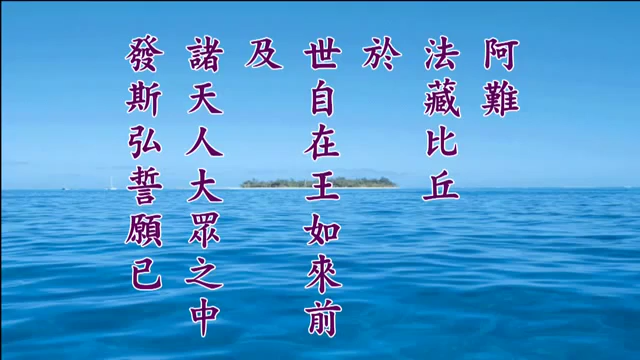 阿難
法藏比丘
於
世自在王如來前
及
諸天人大眾之中
發斯弘誓願已